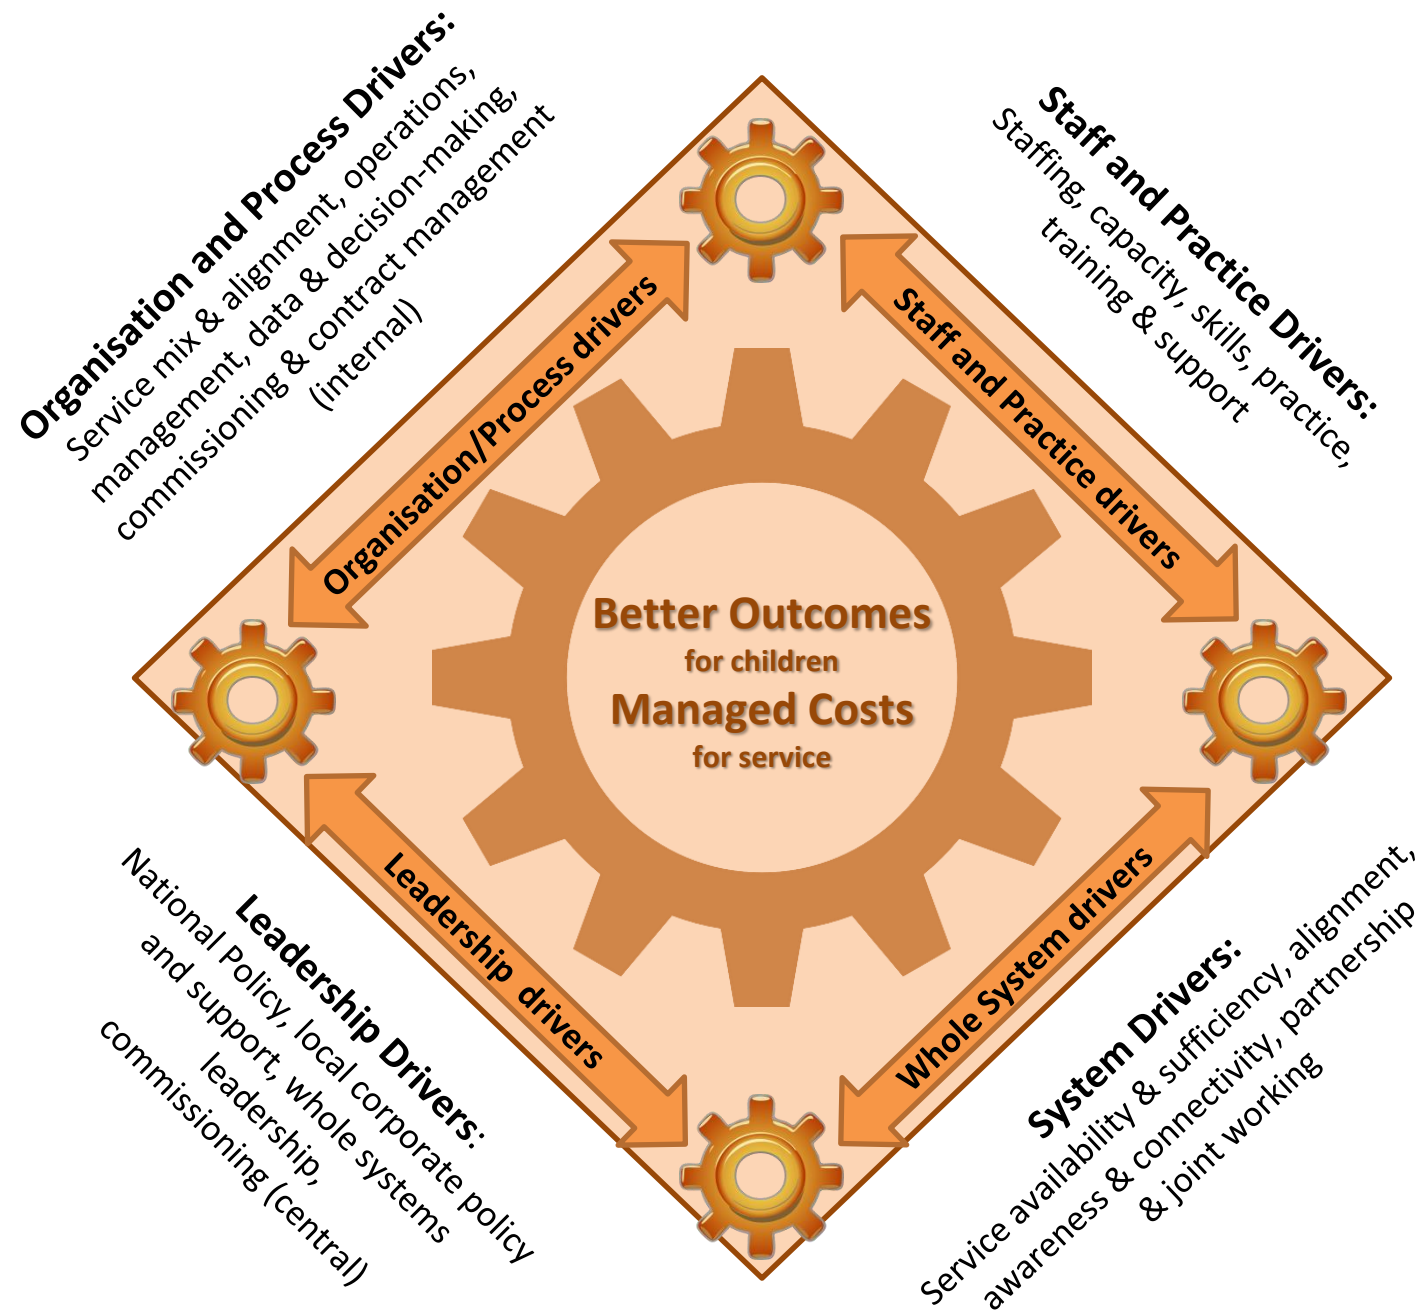 Organisation and Process Drivers:
Service mix & alignment, operations,
management, data & decision-making,
commissioning & contract management
(internal)
Staff and Practice Drivers:
Staffing, capacity, skills, practice,
training & support
Organisation/Process drivers
Staff and Practice drivers
Better Outcomes
for children
Managed Costs
for service
Leadership  drivers
Whole System drivers
Leadership Drivers:
National Policy, local corporate policy
and support, whole systems
leadership,
commissioning (central)
System Drivers:
Service availability & sufficiency, alignment,
awareness & connectivity, partnership
& joint working